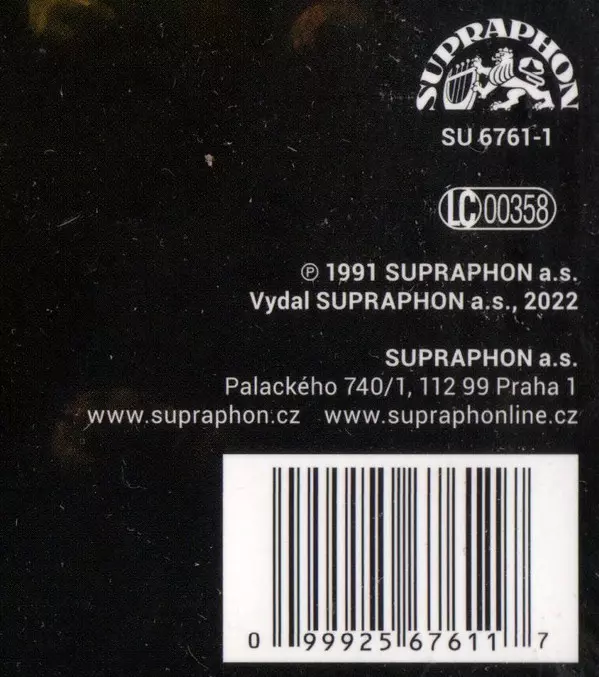 SUPRAPHON
SU 6761-1
LC 00358
℗ 1991 SUPRAPHON a.s.
Vydal SUPRAPHON a.s., 2022
SUPRAPHON a.s.
Palackého 740/1, 112 99 Praha 1
www.supraphon.cz www.supraphonline.cz
0 99925 67611 7